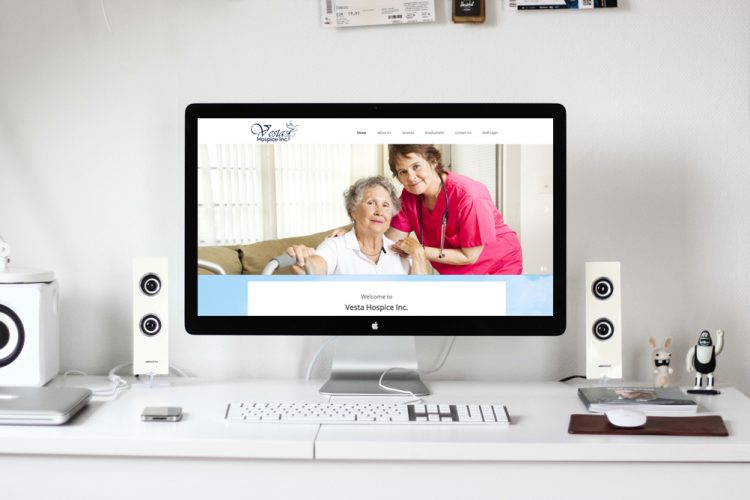 Vesta
Hospice Inc.
Home About Us Services Employment Contact Us Staff Login
Welcome to
Vesta Hospice Inc.